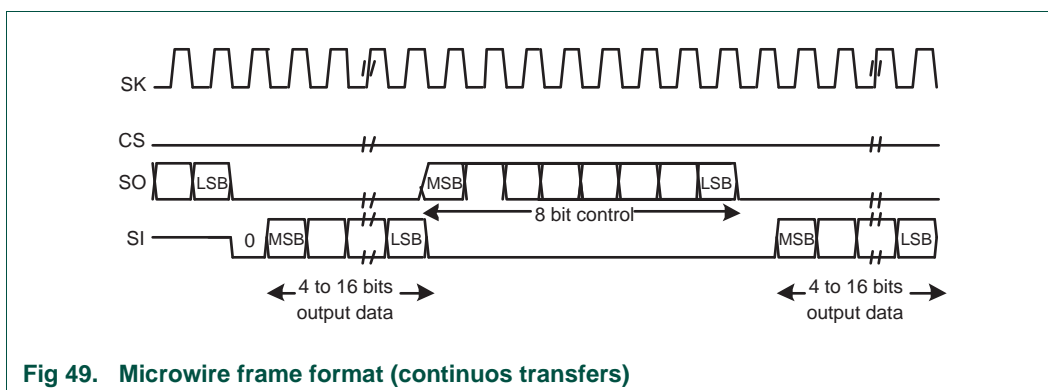 SK
CS
SO
LSB
MSB
LSB
8 bit control
SI
0
MSB
LSB
MSB
LSB
4 to 16 bits
output data
4 to 16 bits
output data
Fig 49. Microwire frame format (continuos transfers)